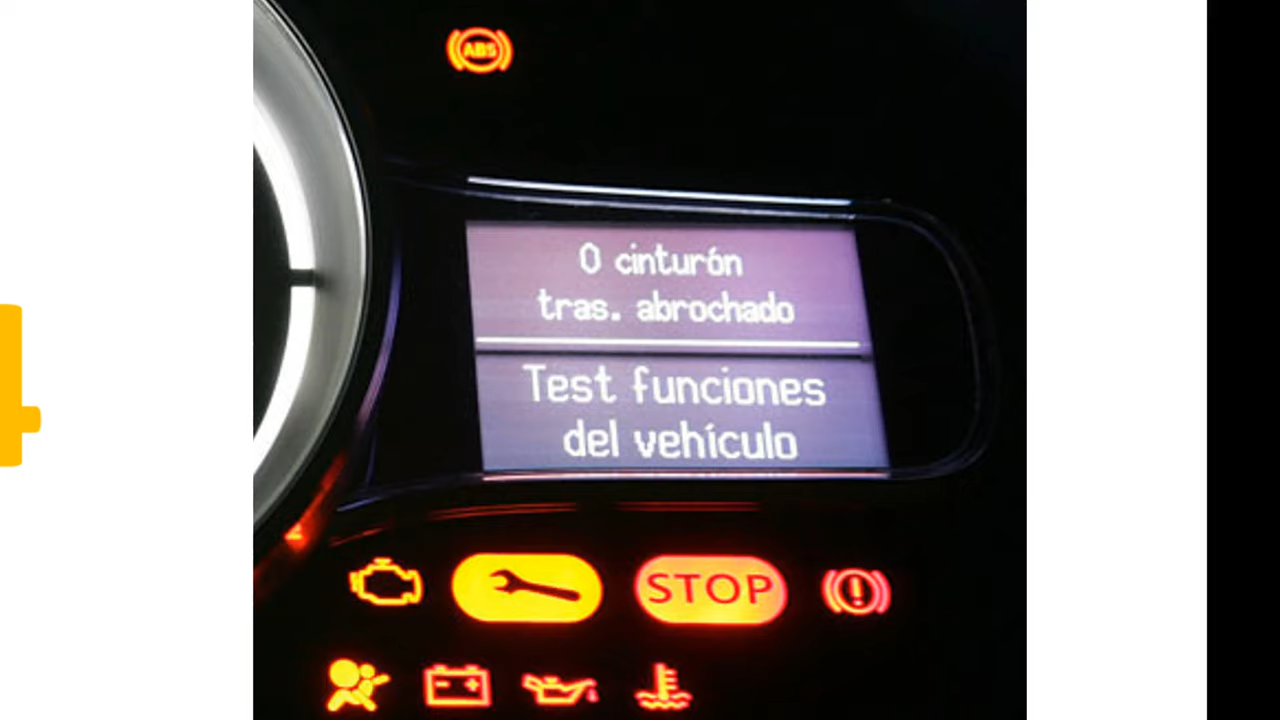 ABS
0 cinturón
tras. abrochado
Test funciones
del vehículo
STOP